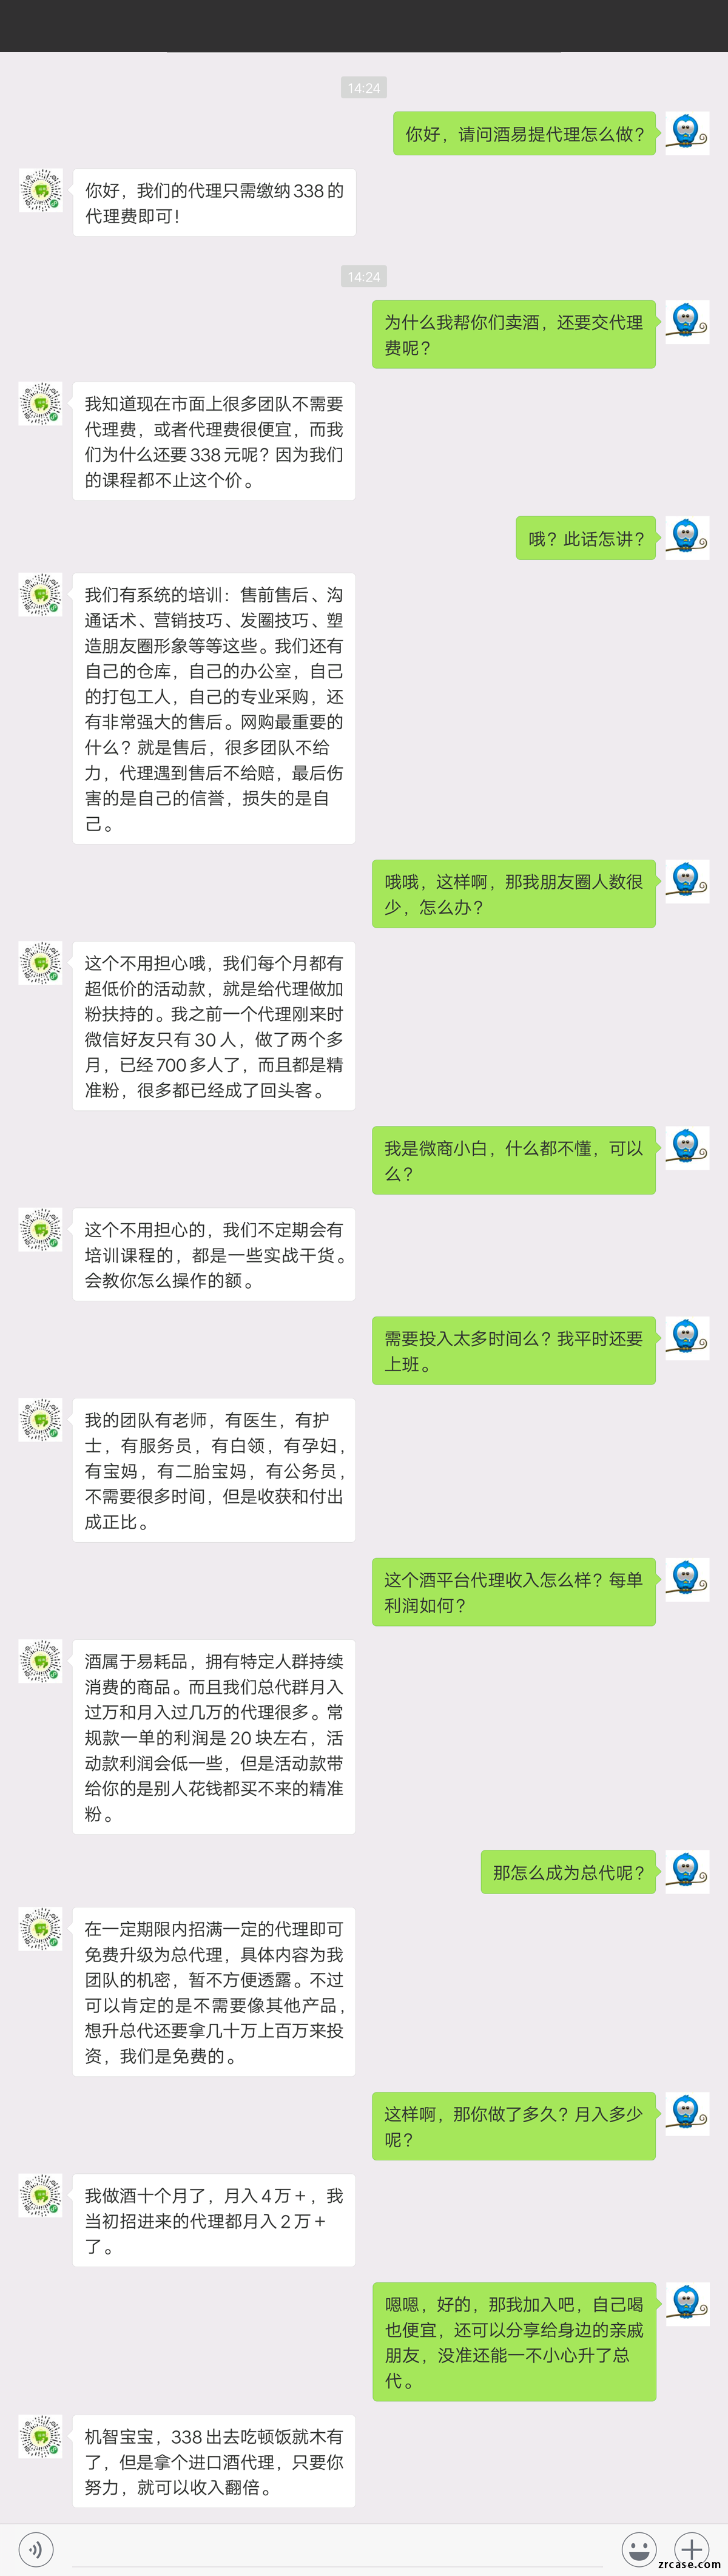 14:24
你好，请问酒易提代理怎么做？
你好，我们的代理只需缴纳338的
代理费即可！
14:24
为什么我帮你们卖酒，还要交代理
费呢？
我知道现在市面上很多团队不需要
代理费，或者代理费很便宜，而我
们为什么还要338元呢？因为我们
的课程都不止这个价。
哦？此话怎讲？
我们有系统的培训：售前售后、沟
通话术、营销技巧、发圈技巧、塑
造朋友圈形象等等这些。我们还有
自己的仓库，自己的办公室，自己
的打包工人，自己的专业采购，还
有非常强大的售后。网购最重要的
什么？就是售后，很多团队不给
力，代理遇到售后不给赔，最后伤
害的是自己的信誉，损失的是自
己。
哦哦，这样啊，那我朋友圈人数很
少，怎么办？
这个不用担心哦，我们每个月都有
超低价的活动款，就是给代理做加
粉扶持的。我之前一个代理刚来时
微信好友只有30人，做了两个多
月，已经700多人了，而且都是精
准粉，很多都已经成了回头客。
我是微商小白，什么都不懂，可以
么？
这个不用担心的，我们不定期会有
培训课程的，都是一些实战干货。
会教你怎么操作的额。
需要投入太多时间么？我平时还要
上班。
我的团队有老师，有医生，有护
士，有服务员，有白领，有孕妇，
有宝妈，有二胎宝妈，有公务员，
不需要很多时间，但是收获和付出
成正比。
这个酒平台代理收入怎么样？每单
利润如何？
酒属于易耗品，拥有特定人群持续
消费的商品。而且我们总代群月入
过万和月入过几万的代理很多。常
规款一单的利润是20块左右，活
动款利润会低一些，但是活动款带
给你的是别人花钱都买不来的精准
粉。
那怎么成为总代呢？
在一定期限内招满一定的代理即可
免费升级为总代理，具体内容为我
团队的机密，暂不方便透露。不过
可以肯定的是不需要像其他产品，
想升总代还要拿几十万上百万来投
资，我们是免费的。
这样啊，那你做了多久？月入多少
呢？
我做酒十个月了，月入4万+，我
当初招进来的代理都月入2万+
了。
嗯嗯，好的，那我加入吧，自己喝
也便宜，还可以分享给身边的亲戚
朋友，没准还能一不小心升了总
代。
机智宝宝，338出去吃顿饭就木有
了，但是拿个进口酒代理，只要你
努力，就可以收入翻倍。
zrcase.com